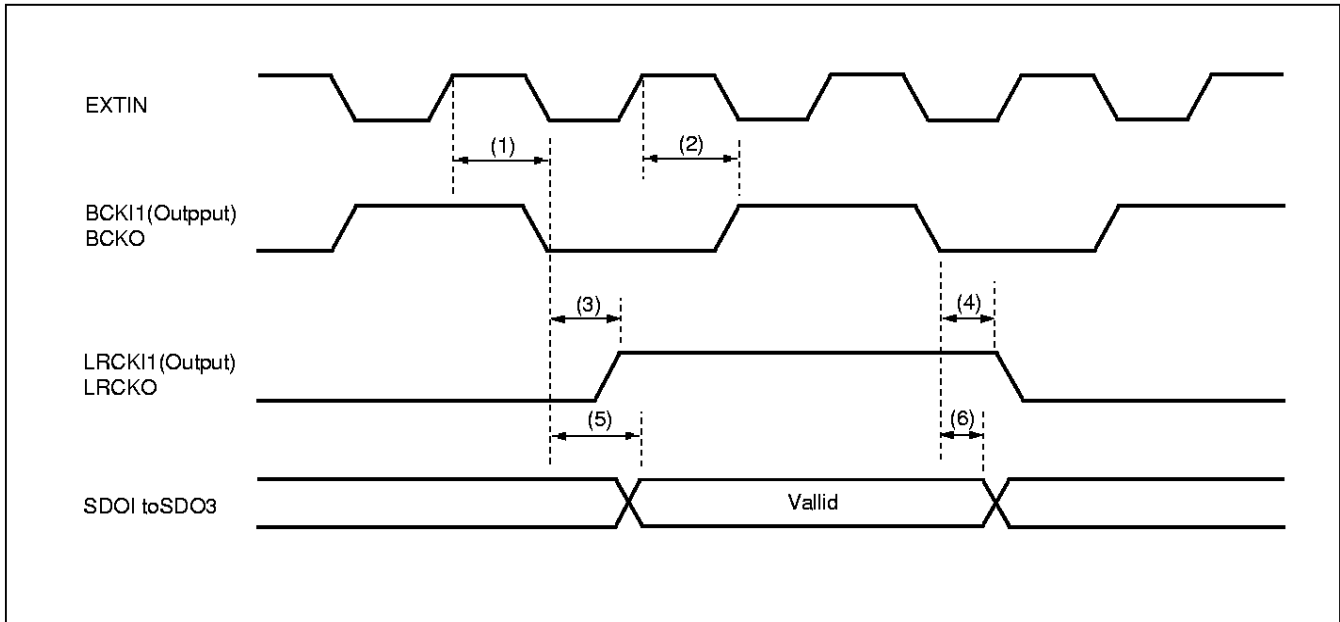 EXTIN
(1)
(2)
BCKI1(Outpput)
BCKO
(3)
(4)
LRCKI1(Output)
LRCKO
(5)
(6)
SDOI toSDO3
Vallid